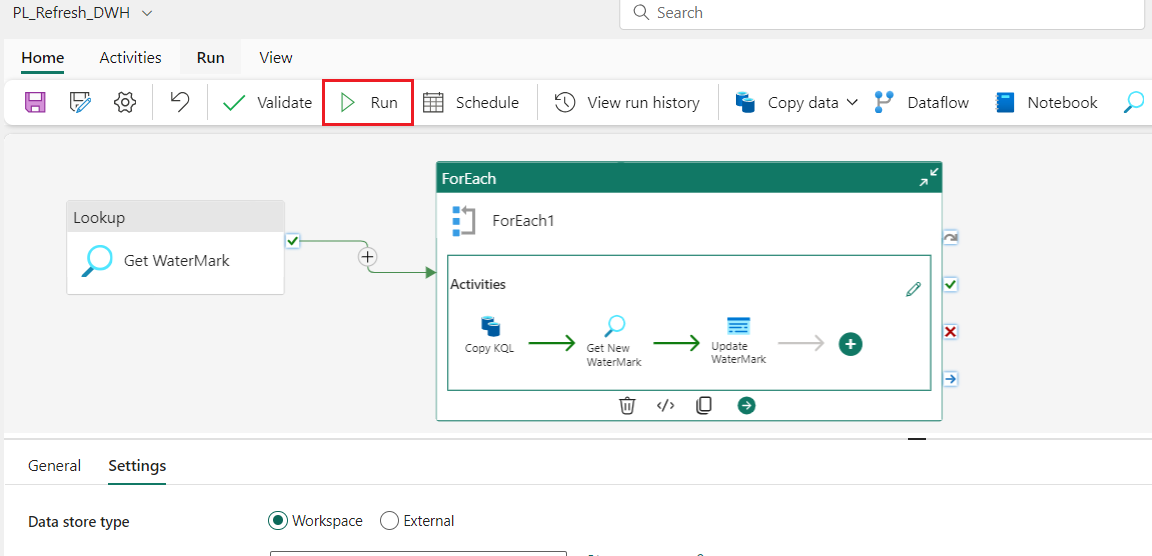 PL_Refresh_DWH
Search
Home Activities Run View
Validate Run Schedule View run history Copy data Dataflow Notebook
ForEach
Lookup
ForEach1
Get WaterMark
Activities
Copy KQL
Get New
WaterMark
Update
WaterMark
General Settings
Data store type Workspace External